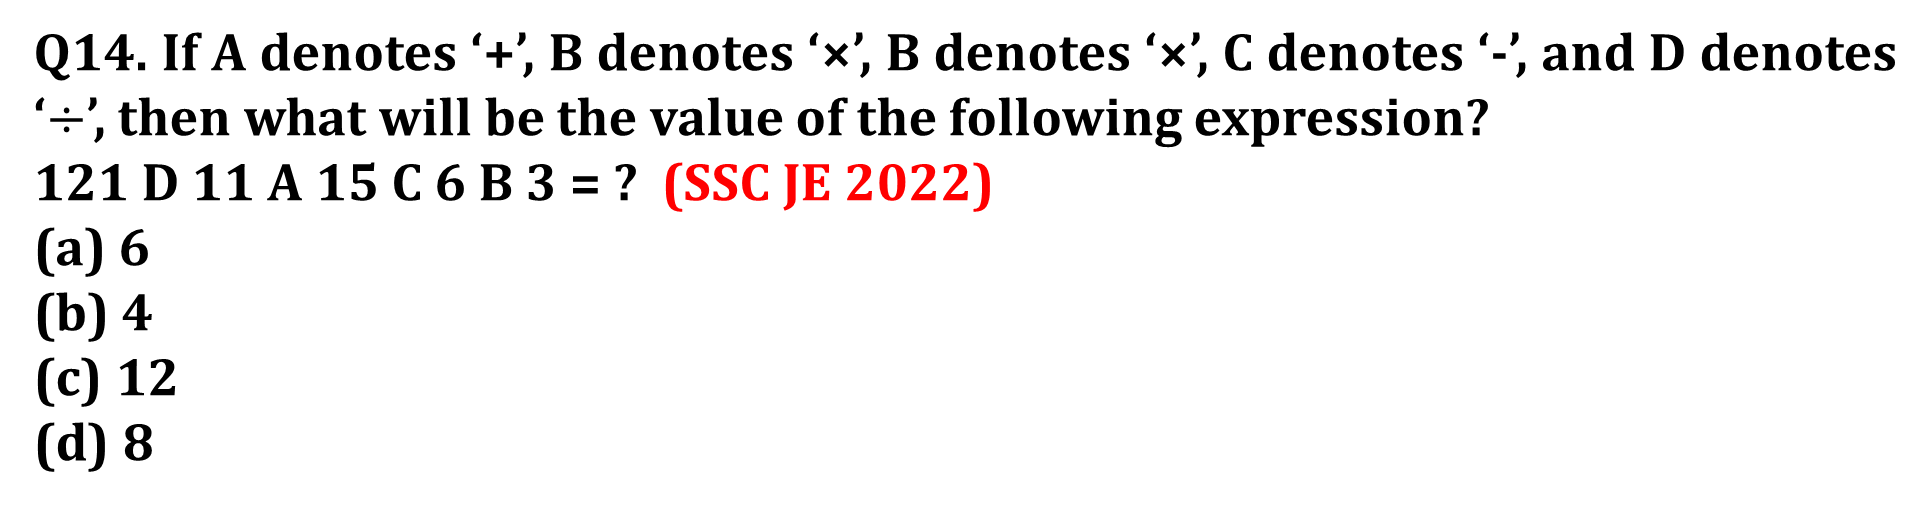 Q14. If A denotes ‘+’, B denotes ‘×’, B denotes ‘×’, C denotes ‘-’, and D denotes
‘÷’, then what will be the value of the following expression?
121 D 11 A 15 C 6 B 3 = ? (SSC JE 2022)
(a) 6
(b) 4
(c) 12
(d) 8